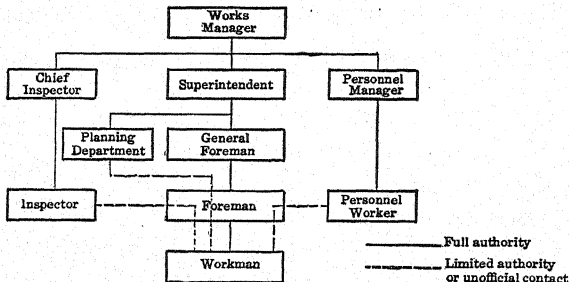 Works
Manager
Chief
Inspector
Superintendent
Personnel
Manager
Planning
Department
General
Foreman
Inspector
Foreman
Personnel
Worker
Workman
Full authority
Limited authority
or unofficial contact